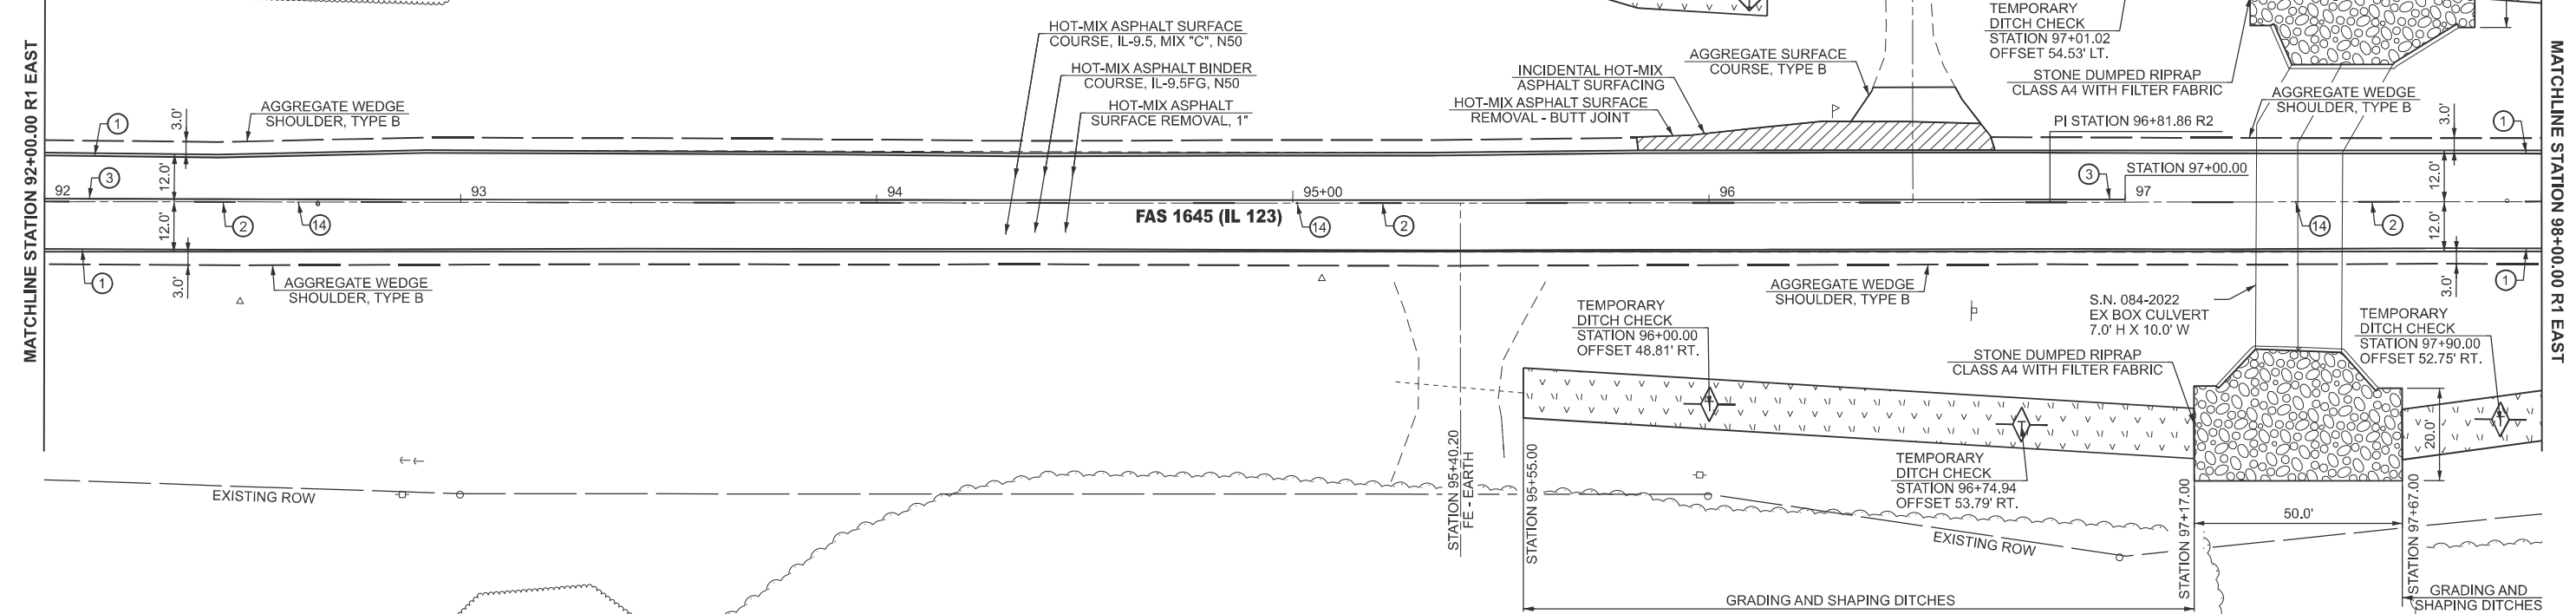 MATCHLINE STATION 92+00.00 R1 EAST
HOT-MIX ASPHALT SURFACE
COURSE, IL-9.5, MIX "C", N50
HOT-MIX ASPHALT BINDER
COURSE, IL-9.5FG, N50
HOT-MIX ASPHALT
SURFACE REMOVAL, 1"
AGGREGATE WEDGE
SHOULDER, TYPE B
INCIDENTAL HOT-MIX
ASPHALT SURFACING
HOT-MIX ASPHALT SURFACE
REMOVAL - BUTT JOINT
AGGREGATE SURFACE
COURSE, TYPE B
TEMPORARY
DITCH CHECK
STATION 97+01.02
OFFSET 54.53' LT.
STONE DUMPED RIPRAP
CLASS A4 WITH FILTER FABRIC
AGGREGATE WEDGE
SHOULDER, TYPE B
PI STATION 96+81.86 R2
STATION 97+00.00
MATCHLINE STATION 98+00.00 R1 EAST
1
3.0'
3.0'
1
12.0'
3
3
12.0'
92
93
94
95+00
96
97
12.0'
2
14
FAS 1645 (IL 123)
14
2
14
2
12.0'
1
3.0'
AGGREGATE WEDGE
SHOULDER, TYPE B
AGGREGATE WEDGE
SHOULDER, TYPE B
3.0'
1
TEMPORARY
DITCH CHECK
STATION 96+00.00
OFFSET 48.81' RT.
S.N. 084-2022
EX BOX CULVERT
7.0' H X 10.0' W
TEMPORARY
DITCH CHECK
STATION 97+90.00
OFFSET 52.75' RT.
STONE DUMPED RIPRAP
CLASS A4 WITH FILTER FABRIC
T
T
T
20.0'
TEMPORARY
DITCH CHECK
STATION 96+74.94
OFFSET 53.79' RT.
EXISTING ROW
STATION 95+40.20
FE - EARTH
STATION 95+55.00
EXISTING ROW
STATION 97+17.00
50.0'
STATION 97+67.00
GRADING AND SHAPING DITCHES
GRADING AND
SHAPING DITCHES